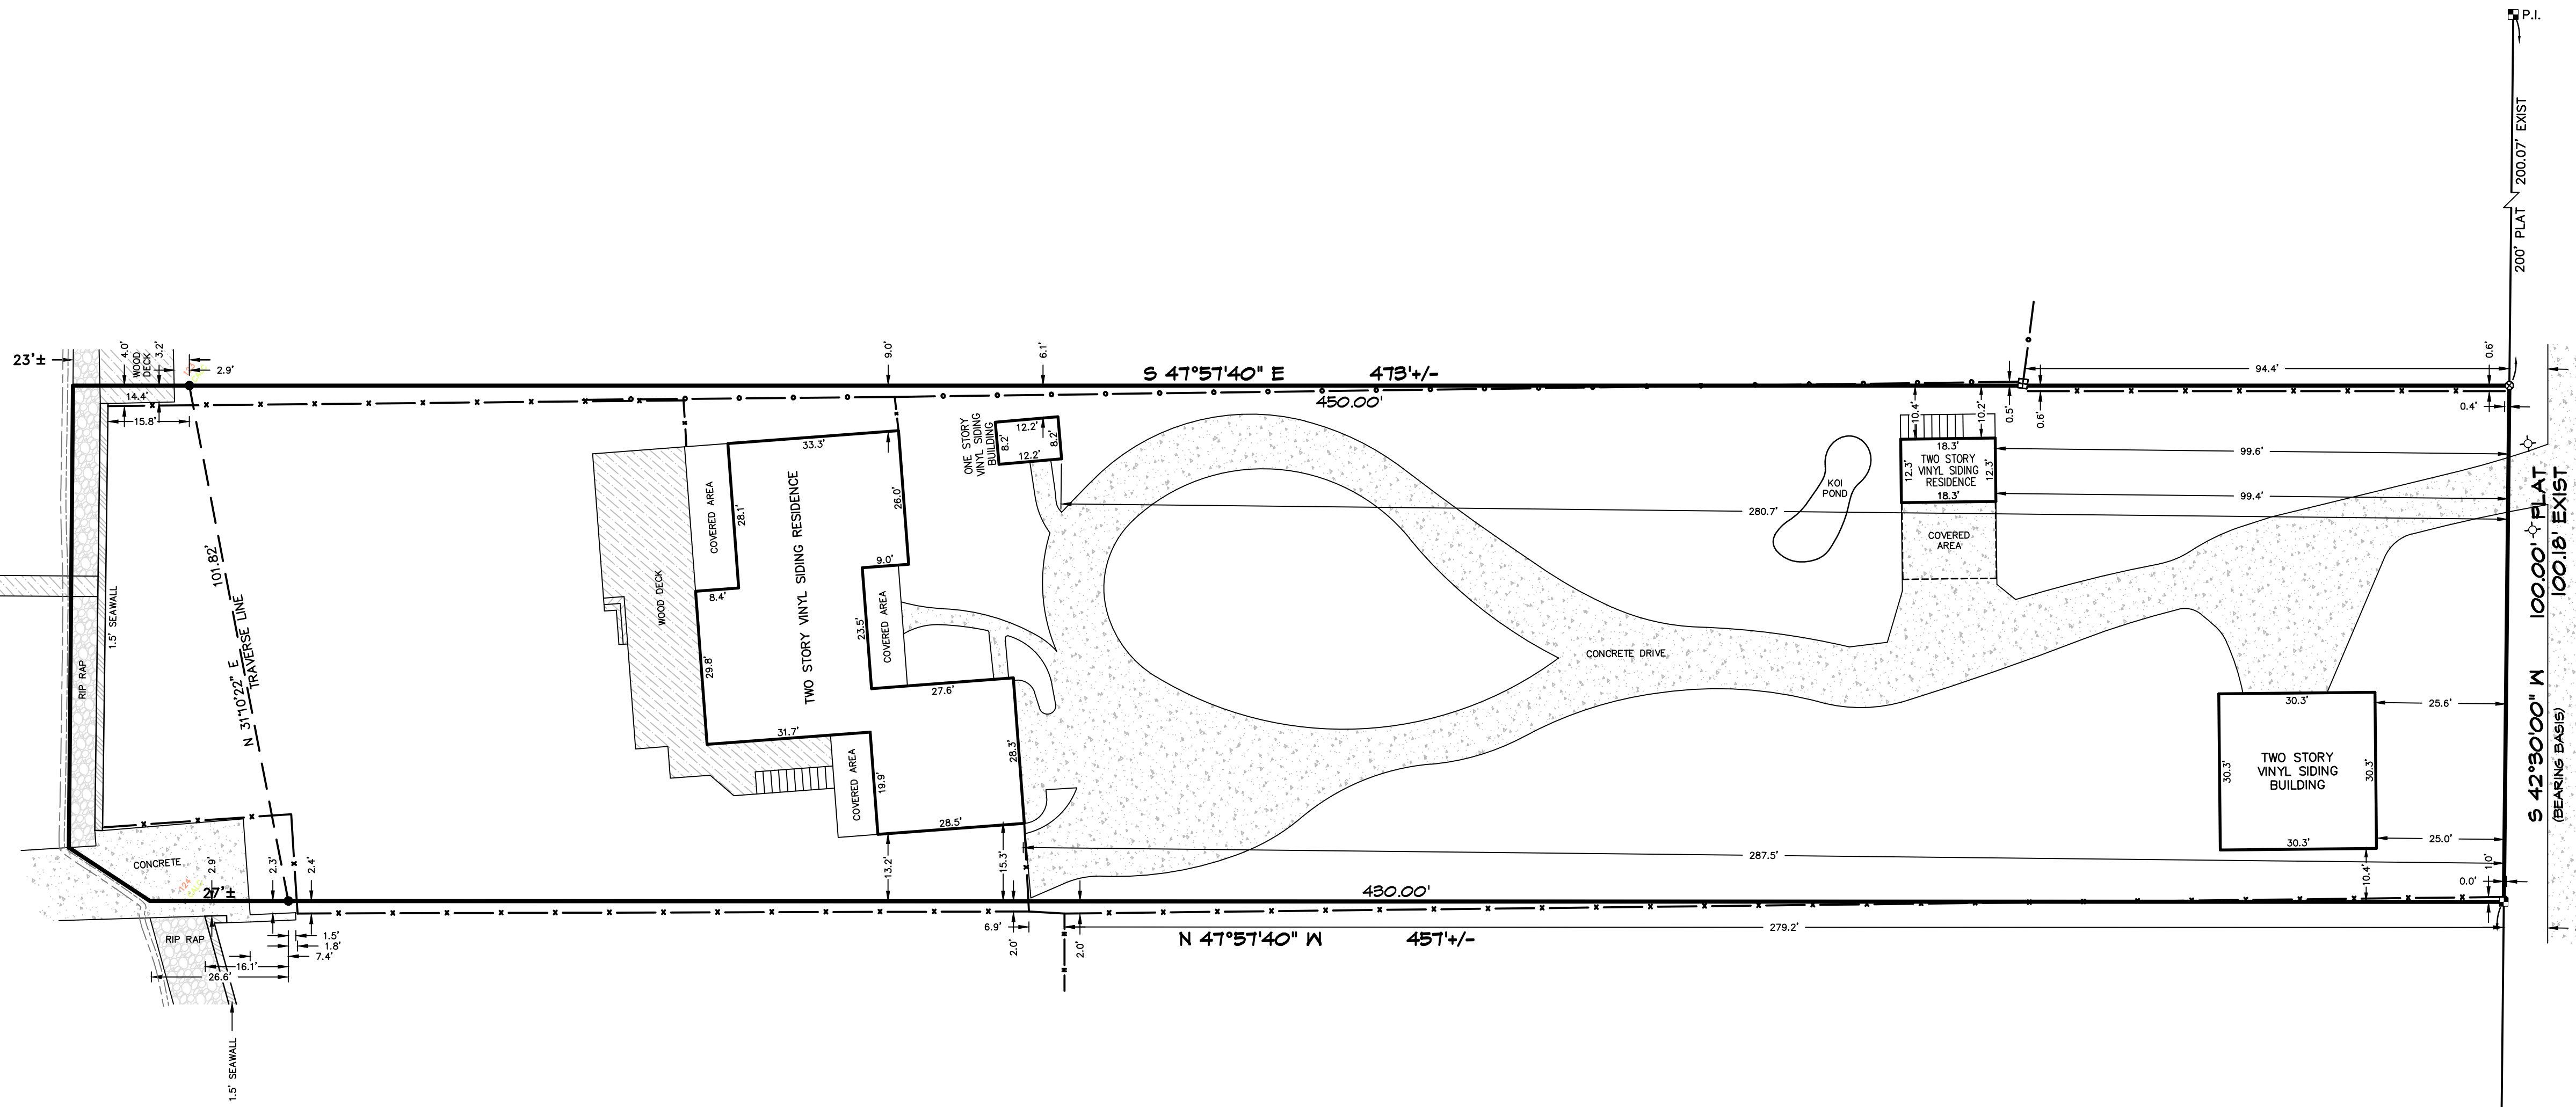 P.I.
200' PLAT 200.07' EXIST
23'±
4.0'
WOOD
DECK
3.2'
2.9'
14.4'
15.8'
9.0'
6.1'
S 47°57'40" E 473'+/-
450.00'
94.4'
0.6'
0.4'
0.5'
0.6'
10.4'
10.2'
18.3'
12.3'
TWO STORY
VINYL SIDING
RESIDENCE
12.3'
18.3'
COVERED
AREA
99.6'
99.4'
280.7'
KOI
POND
ONE STORY
VINYL SIDING
BUILDING
12.2'
8.2'
8.2'
12.2'
33.3'
COVERED AREA
28.1'
26.0'
TWO STORY VINYL SIDING RESIDENCE
WOOD DECK
8.4'
9.0'
23.5'
COVERED AREA
29.8'
27.6'
31.7'
COVERED AREA
19.9'
28.3'
28.5'
13.2'
15.3'
CONCRETE DRIVE
101.82'
N 31°10'22" E
TRAVERSE LINE
1.5' SEAWALL
RIP RAP
CONCRETE
2.9'
2.3'
2.4'
27'±
RIP RAP
1.5'
1.8'
7.4'
16.1'
26.6'
1.5' SEAWALL
30.3'
30.3'
TWO STORY
VINYL SIDING
BUILDING
30.3'
30.3'
25.6'
25.0'
10.4'
287.5'
430.00'
0.0'
1.0'
6.9'
2.0'
2.0'
N 47°57'40" W 457'+/-
279.2'
S 42°30'00" W 100.00' PLAT
100.18' EXIST
(BEARING BASIS)